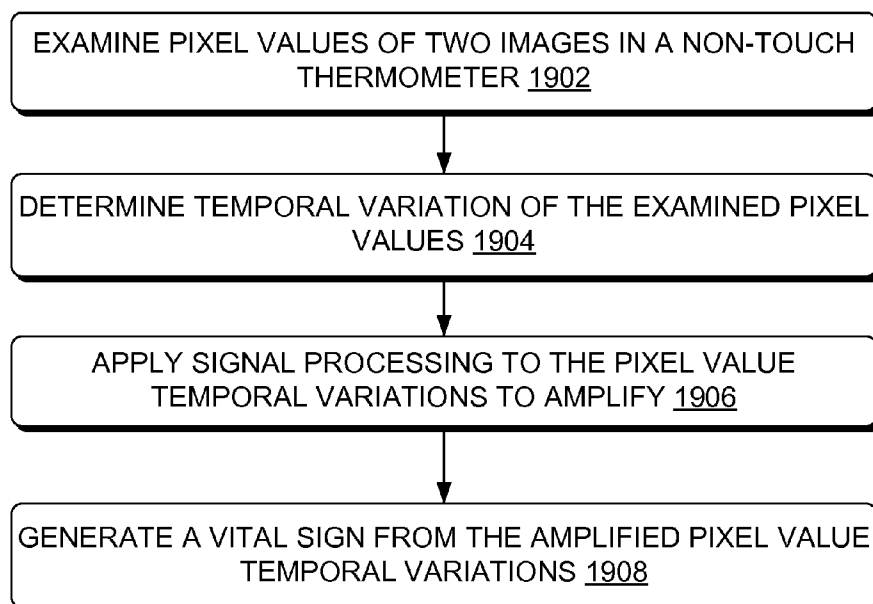 EXAMINE PIXEL VALUES OF TWO IMAGES IN A NON-TOUCH
THERMOMETER 1902
DETERMINE TEMPORAL VARIATION OF THE EXAMINED PIXEL
VALUES 1904
APPLY SIGNAL PROCESSING TO THE PIXEL VALUE
TEMPORAL VARIATIONS TO AMPLIFY 1906
GENERATE A VITAL SIGN FROM THE AMPLIFIED PIXEL VALUE
TEMPORAL VARIATIONS 1908